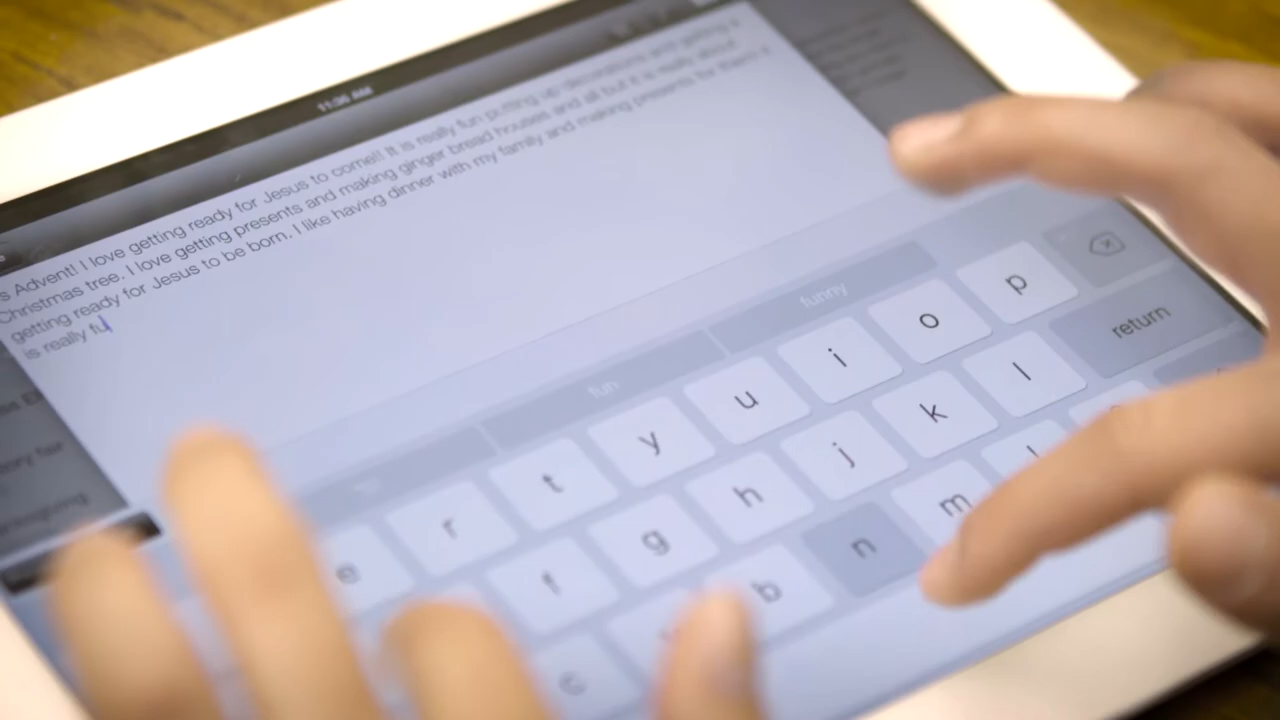 11:36 AM
s Advent! I love getting ready for Jesus to come!! It is really fun putting up decorations and getting a
Christmas tree. I love getting presents and making ginger bread houses and all but it is really about
getting ready for Jesus to be born. I like having dinner with my family and making presents for them! It
is really fu
fun
funny
e r t y u i o p
f g h j k l return
c b n m